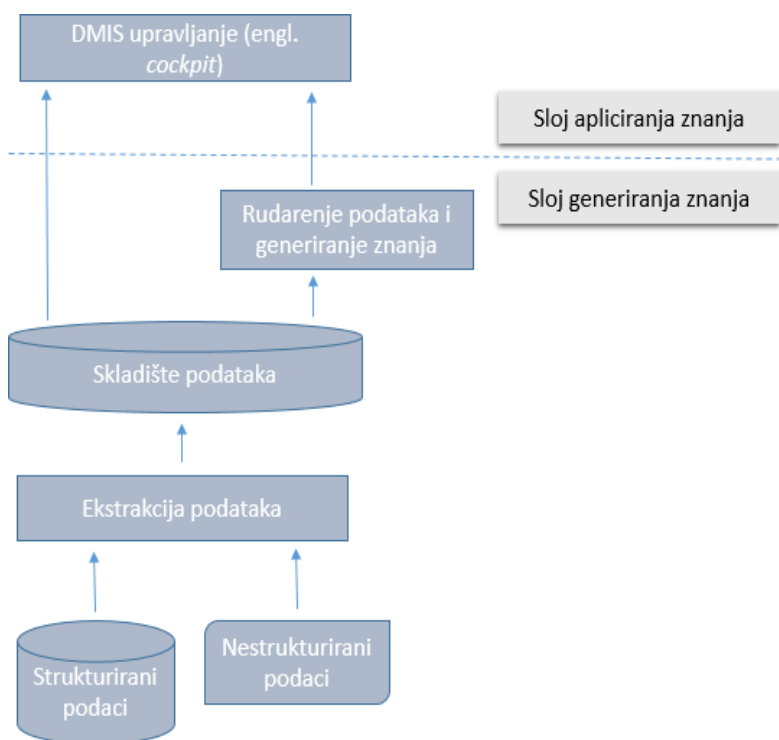 DMIS upravljanje (engl.
cockpit)
Sloj apliciranja znanja
Sloj generiranja znanja
Rudarenje podataka i
generiranje znanja
Skladište podataka
Ekstrakcija podataka
Strukturirani
podaci
Nestrukturirani
podaci